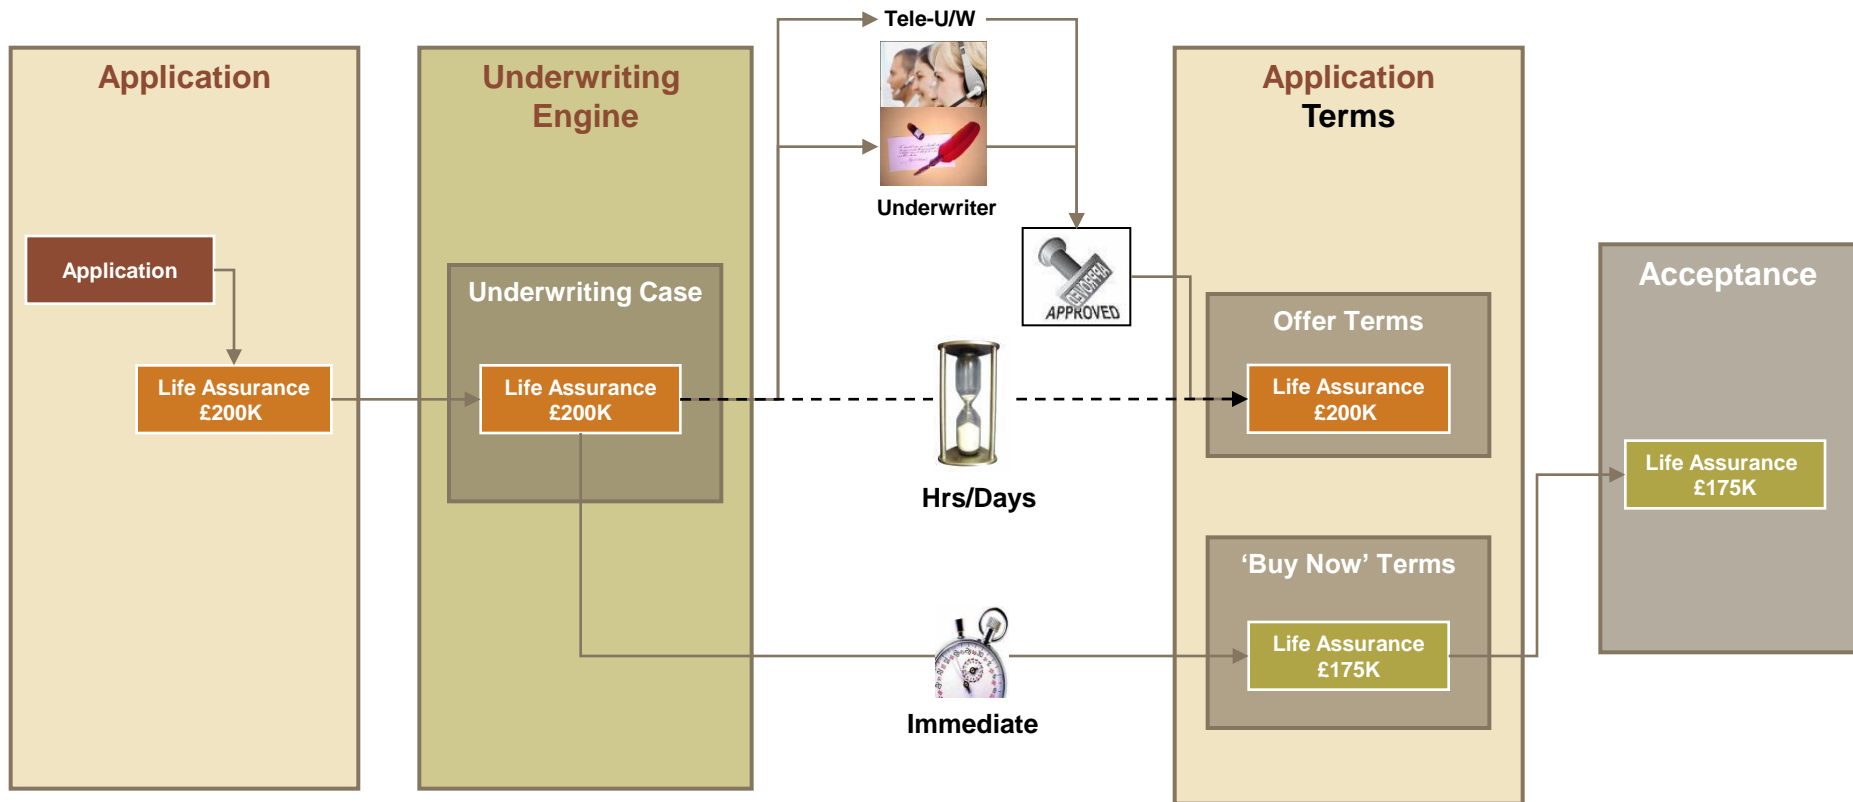 Tele-U/W
Application
Underwriting
Engine
Application
Terms
Underwriter
Application
Underwriting Case
APPROVED
APPROVED
Offer Terms
Acceptance
Life Assurance
£200K
Life Assurance
£200K
Life Assurance
£200K
Life Assurance
£175K
Hrs/Days
‘Buy Now’ Terms
Life Assurance
£175K
Immediate